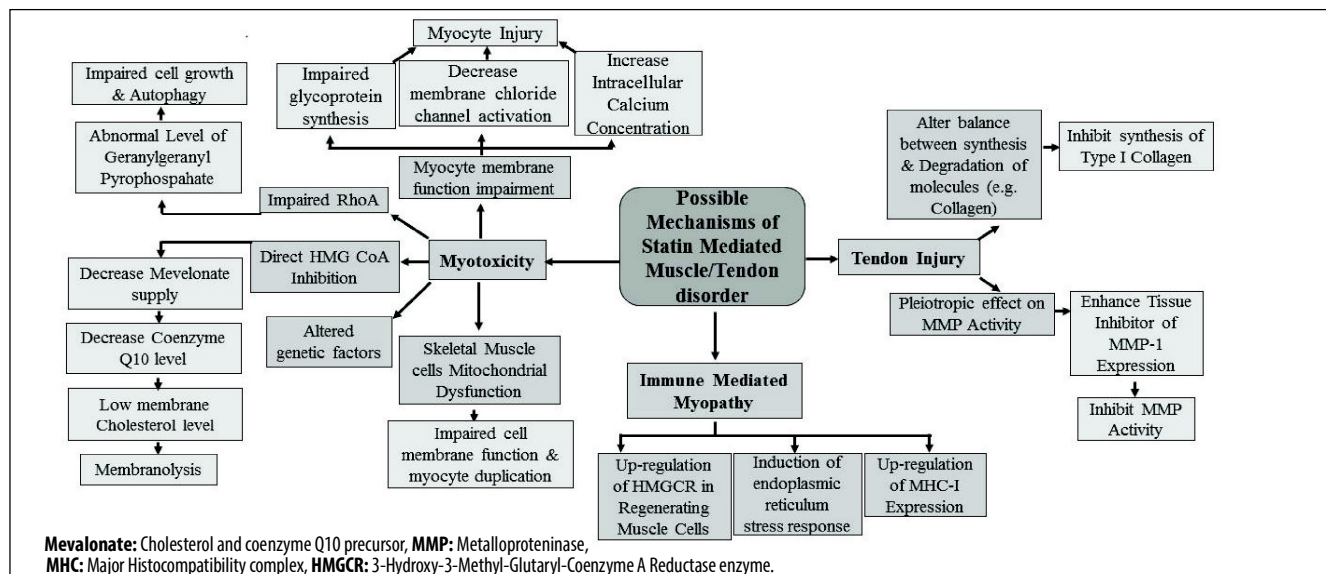 Myocyte Injury
Impaired cell growth
& Autophagy
Impaired
glycoprotein
synthesis
Decrease
membrane chloride
channel activation
Increase
Intracellular
Calcium
Concentration
Abnormal Level of
Geranylgeranyl
Pyrophospahate
Myocyte membrane
function impairment
Impaired RhoA
Alter balance
between synthesis
& Degradation of
molecules (e.g.
Collagen)
Inhibit synthesis of
Type I Collagen
Possible
Mechanisms of
Statin Mediated
Muscle/Tendon
disorder
Direct HMG CoA
Inhibition
Myotoxicity
Tendon Injury
Decrease Mevelonate
supply
Pleiotropic effect on
MMP Activity
Enhance Tissue
Inhibitor of
MMP-1
Expression
Altered
genetic factors
Decrease Coenzyme
Q10 level
Skeletal Muscle
cells Mitochondrial
Dysfunction
Immune Mediated
Myopathy
Low membrane
Cholesterol level
Inhibit MMP
Activity
Impaired cell
membrane function &
myocyte duplication
Membranolysis
Up-regulation
of HMGCR in
Regenerating
Muscle Cells
Induction of
endoplasmic
reticulum
stress response
Up-regulation
of MHC-I
Expression
Mevalonate: Cholesterol and coenzyme Q10 precursor, MMP: Metalloproteninase,
MHC: Major Histocompatibility complex, HMGCR: 3-Hydroxy-3-Methyl-Glutaryl-Coenzyme A Reductase enzyme.